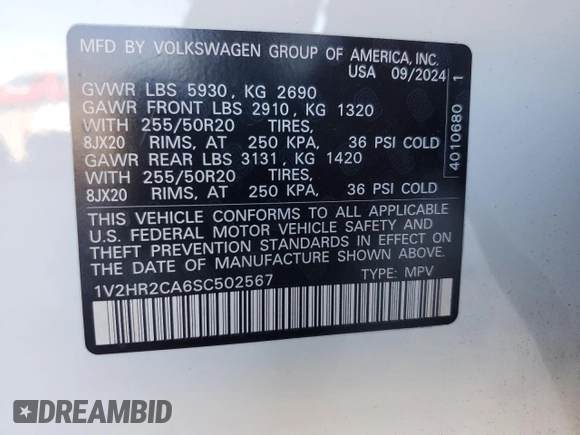 MFD BY VOLKSWAGEN GROUP OF AMERICA, INC.
USA 09/2024
GVWR LBS 5930, KG 2690
GAWR FRONT LBS 2910, KG 1320
WITH 255/50R20 TIRES,
8JX20 RIMS, AT 250 KPA, 36 PSI COLD
GAWR REAR LBS 3131, KG 1420
WITH 255/50R20 TIRES,
8JX20 RIMS, AT 250 KPA, 36 PSI COLD
THIS VEHICLE CONFORMS TO ALL APPLICABLE
U.S. FEDERAL MOTOR VEHICLE SAFETY AND
THEFT PREVENTION STANDARDS IN EFFECT ON
THE DATE OF MANUFACTURE SHOWN ABOVE.
1V2HR2CA6SC502567 TYPE: MPV
4010680 1
DREAMBID